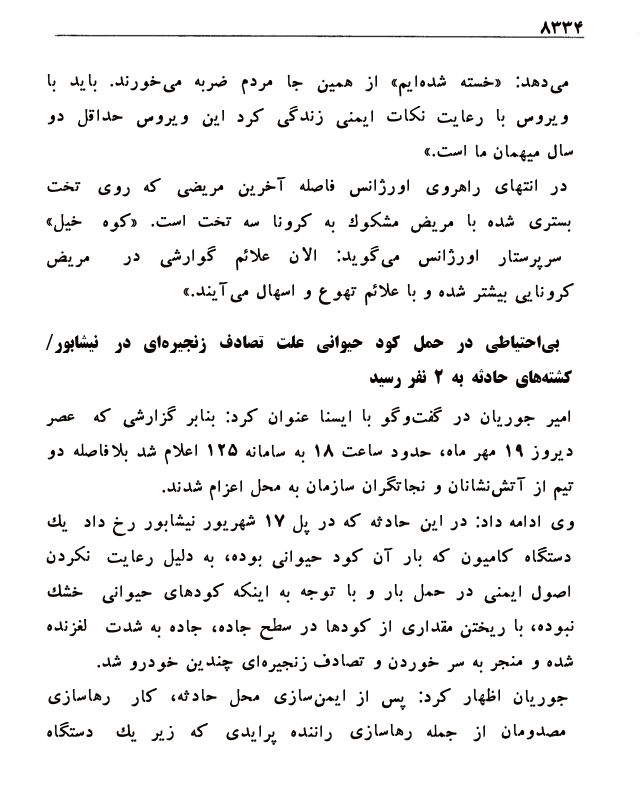 ۸۳۳۴
می‌دهد: «خسته شده‌ایم» از همین جا مردم ضربه می‌خورند. باید با
ویروس با رعایت نکات ایمنی زندگی کرد این ویروس حداقل دو
سال میهمان ما است.»
در انتهای راهروی اورژانس فاصله آخرین مریضی که روی تخت
بستری شده با مریض مشکوك به کرونا سه تخت است. «کوه خیل»
سرپرستار اورژانس می‌گوید: الان علائم گوارشی در مریض
کرونایی بیشتر شده و با علائم تهوع و اسهال می‌آیند.»
بی‌احتیاطی در حمل کود حیوانی علت تصادف زنجیره‌ای در نیشابور/
کشته‌های حادثه به ۲ نفر رسید
امیر جوریان در گفت‌وگو با ایسنا عنوان کرد: بنابر گزارشی که عصر
دیروز ۱۹ مهر ماه، حدود ساعت ۱۸ به سامانه ۱۲۵ اعلام شد بلافاصله دو
تیم از آتش‌نشانان و نجاتگران سازمان به محل اعزام شدند.
وی ادامه داد: در این حادثه که در پل ۱۷ شهریور نیشابور رخ داد یك
دستگاه کامیون که بار آن کود حیوانی بوده، به دلیل رعایت نکردن
اصول ایمنی در حمل بار و با توجه به اینکه کودهای حیوانی خشك
نبوده، با ریختن مقداری از کودها در سطح جاده، جاده به شدت لغزنده
شده و منجر به سر خوردن و تصادف زنجیره‌ای چندین خودرو شد.
جوریان اظهار کرد: پس از ایمن‌سازی محل حادثه، کار رهاسازی
مصدومان از جمله رهاسازی راننده پرایدی که زیر یك دستگاه